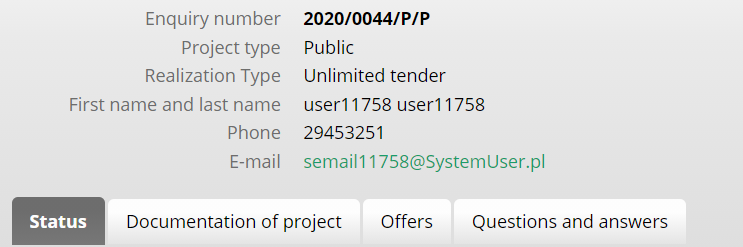 Enquiry number 2020/0044/P/P
Project type Public
Realization Type Unlimited tender
First name and last name user11758 user11758
Phone 29453251
E-mail semail11758@SystemUser.pl
Status Documentation of project Offers Questions and answers